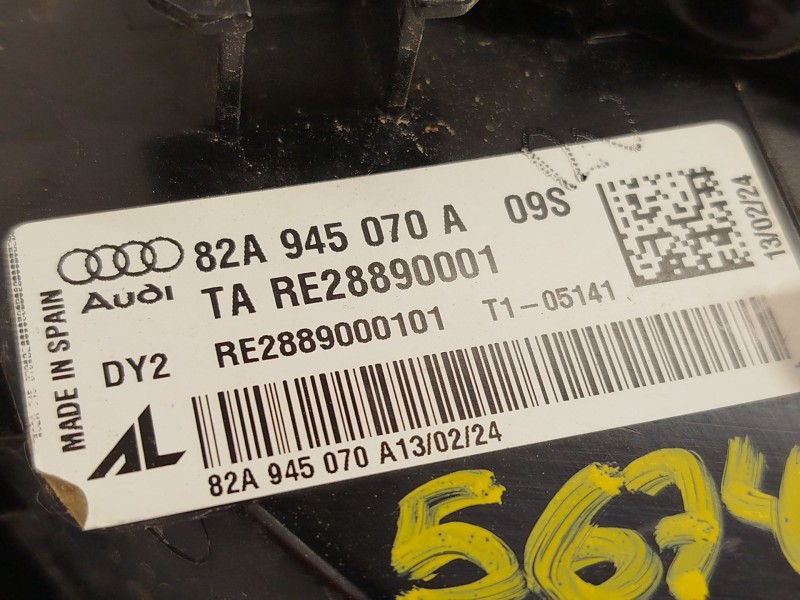 82A 945 070 A 09S
Audi
TA RE28890001
RE2889000101 T1-05141
DY2
AL
82A 945 070 A13/02/24
MADE IN SPAIN
13/02/24